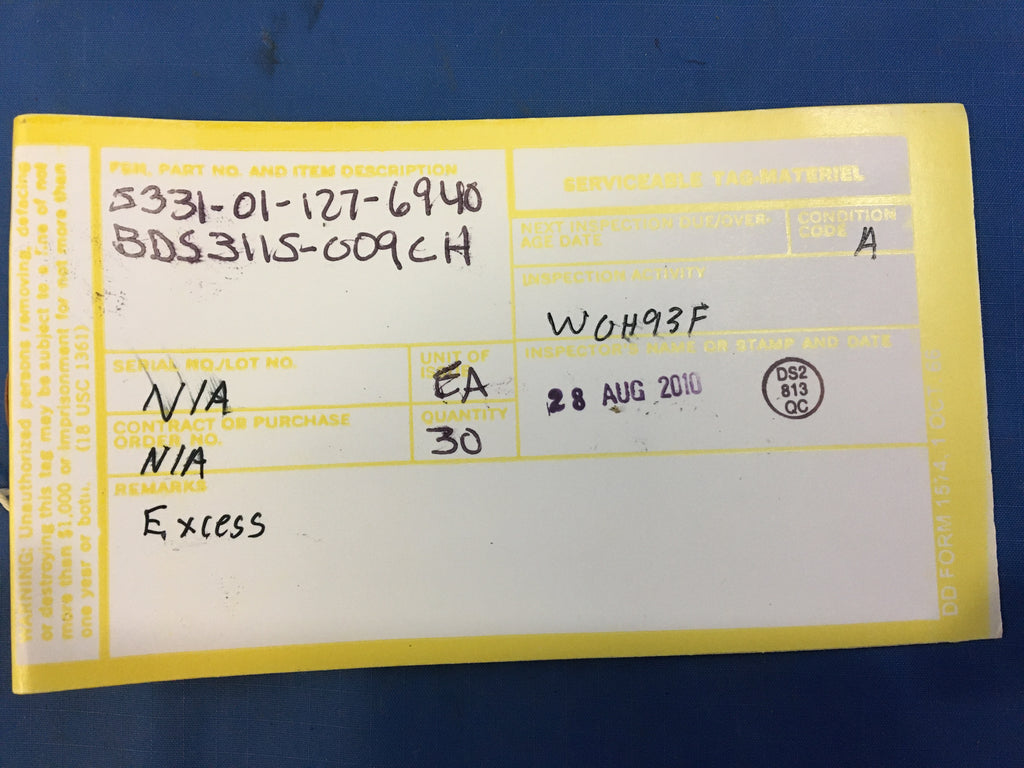 WARNING: Unauthorized persons removing, defacing
or destroying this tag may be subject to a fine of not
more than $1,000 or imprisonment for not more than
one year or both. (18 USC 1361)
FSN, PART NO. AND ITEM DESCRIPTION
5331-01-127-6940
BDS3115-009CH
SERVICEABLE TAG-MATERIEL
NEXT INSPECTION DUE/OVER-
AGE DATE
CONDITION
CODE
A
INSPECTION ACTIVITY
W0H93F
SERIAL NO./LOT NO.
N/A
UNIT OF
ISSUE
EA
INSPECTOR'S NAME OR STAMP AND DATE
28 AUG 2010
DS2
813
QC
CONTRACT OR PURCHASE
ORDER NO.
N/A
QUANTITY
30
REMARKS
Excess
DD FORM 1574, 1 OCT